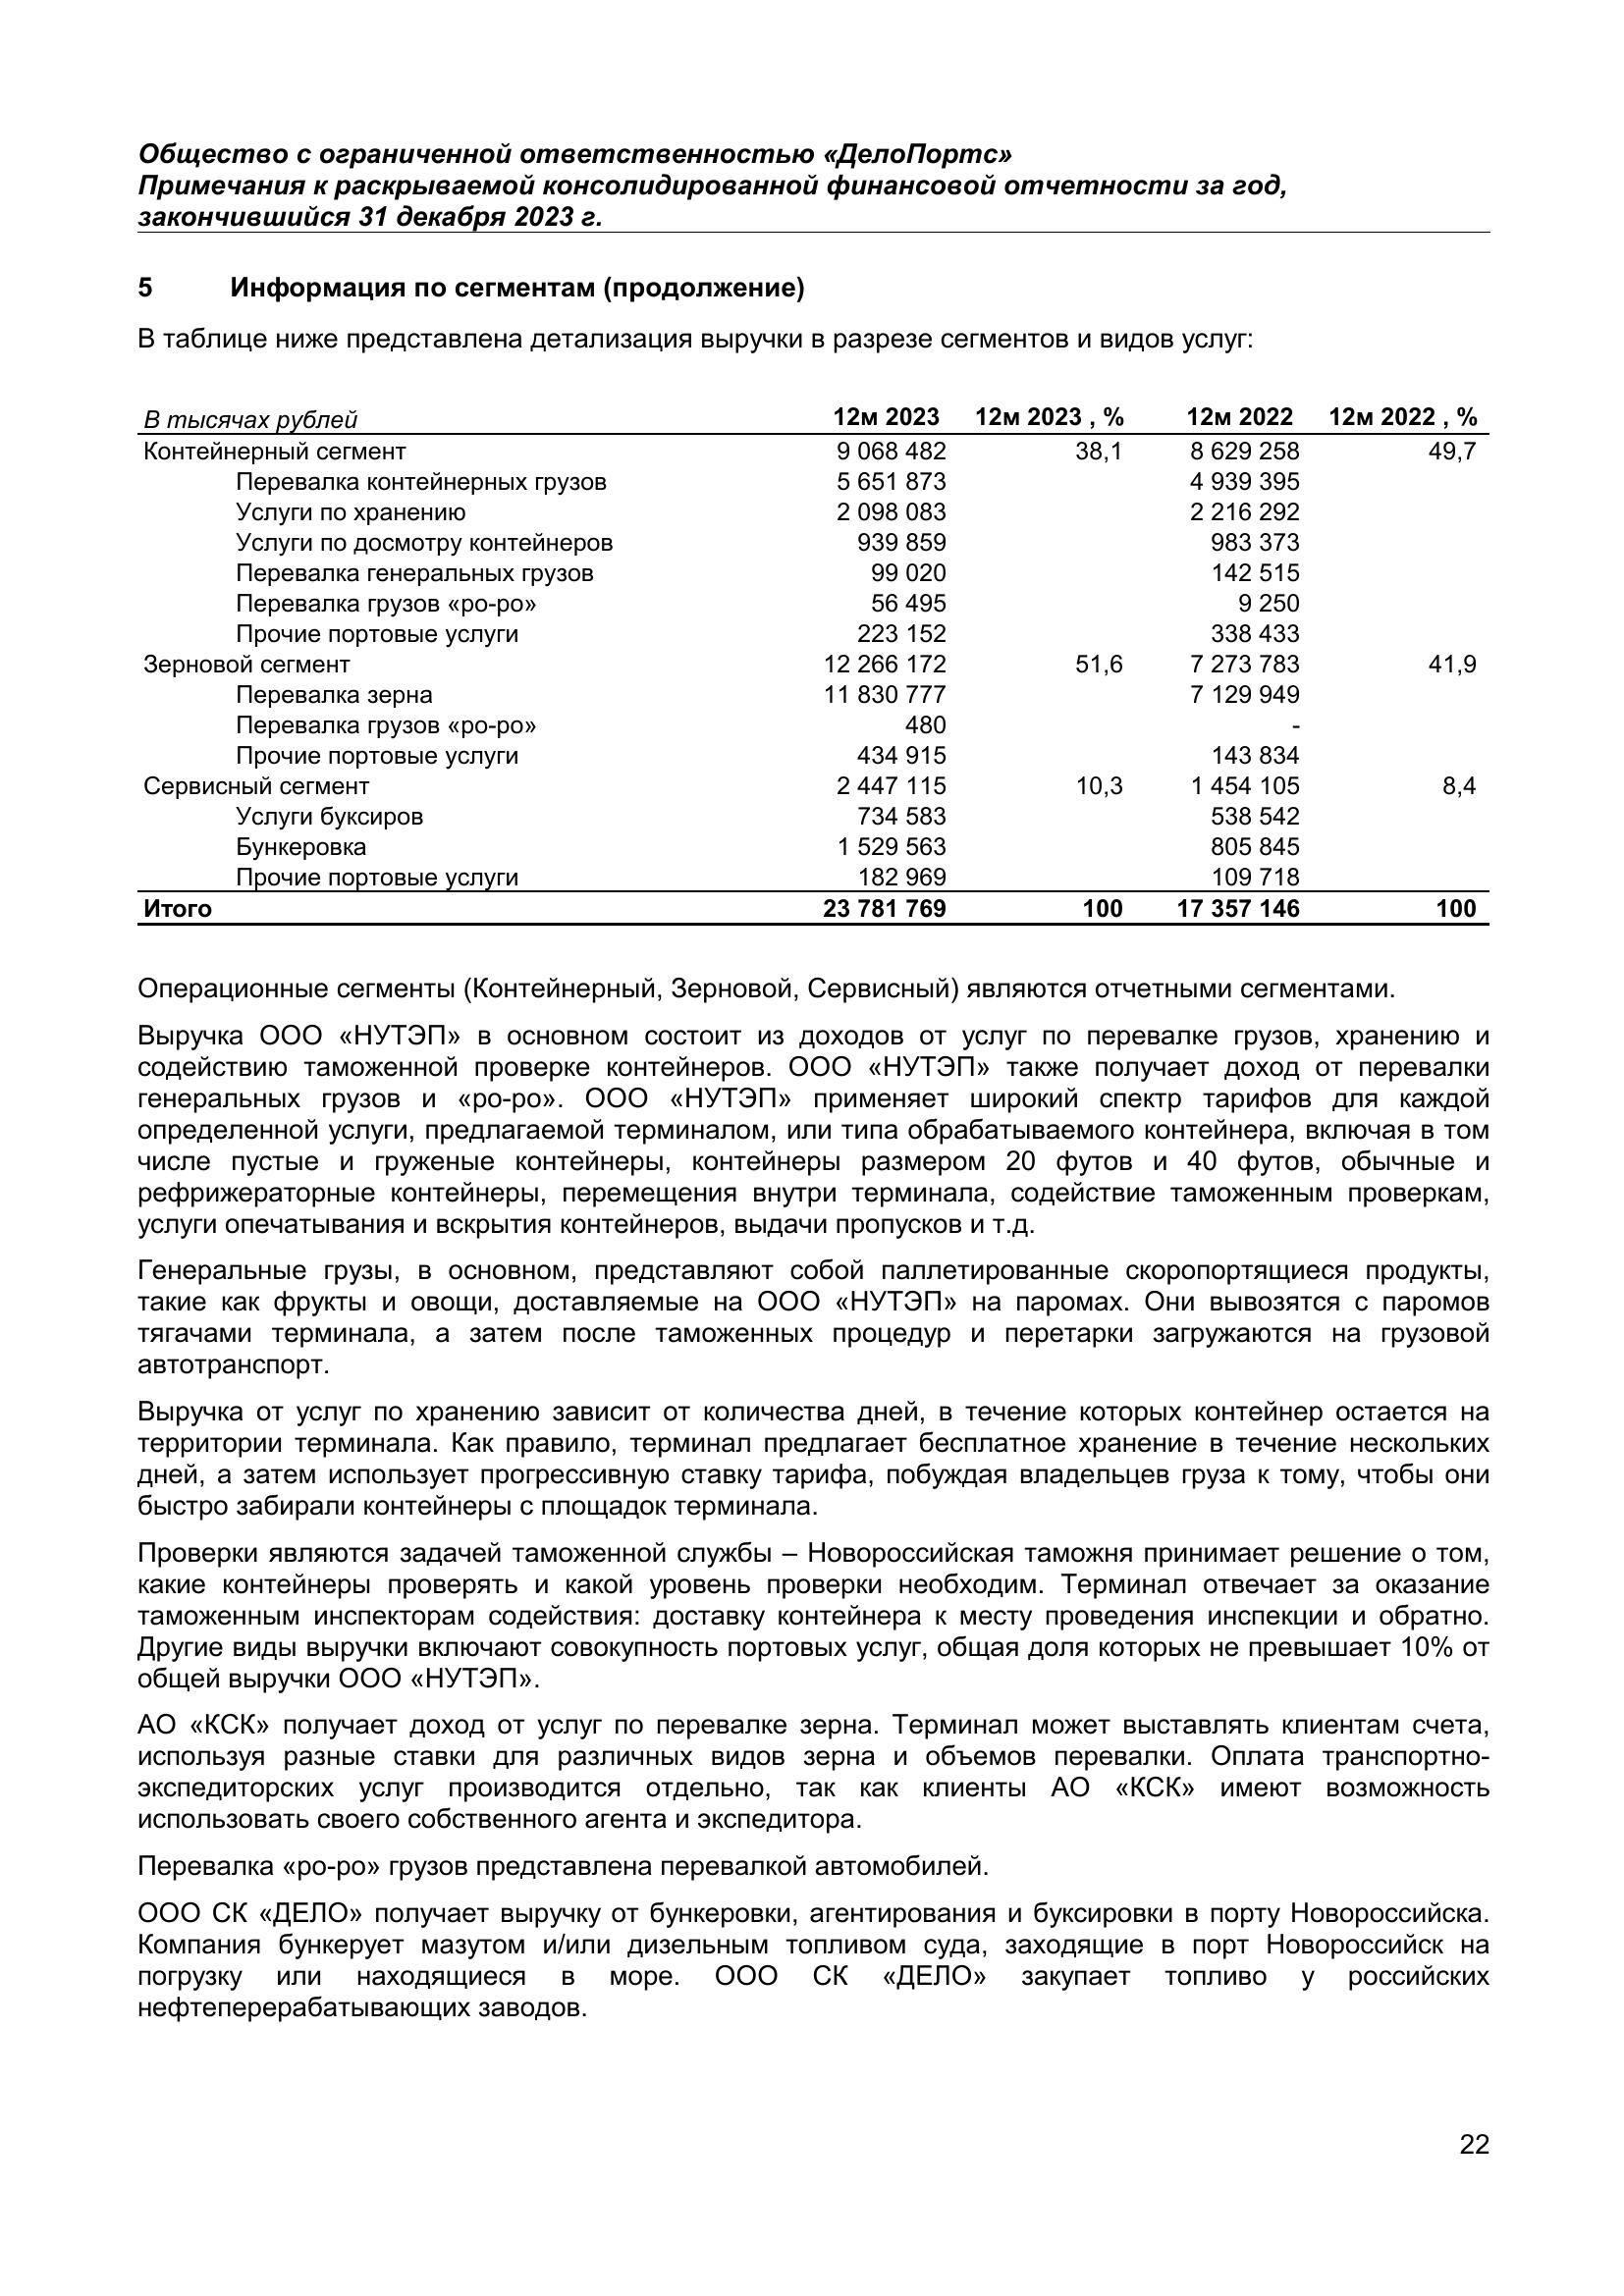 Общество с ограниченной ответственностью «ДелоПортс»
Примечания к раскрываемой консолидированной финансовой отчетности за год,
закончившийся 31 декабря 2023 г.
5 Информация по сегментам (продолжение)
В таблице ниже представлена детализация выручки в разрезе сегментов и видов услуг:
В тысячах рублей 12м 2023 12м 2023 , % 12м 2022 12м 2022 , %
Контейнерный сегмент 9 068 482 38,1 8 629 258 49,7
Перевалка контейнерных грузов 5 651 873 4 939 395
Услуги по хранению 2 098 083 2 216 292
Услуги по досмотру контейнеров 939 859 983 373
Перевалка генеральных грузов 99 020 142 515
Перевалка грузов «ро-ро» 56 495 9 250
Прочие портовые услуги 223 152 338 433
Зерновой сегмент 12 266 172 51,6 7 273 783 41,9
Перевалка зерна 11 830 777 7 129 949
Перевалка грузов «ро-ро» 480 -
Прочие портовые услуги 434 915 143 834
Сервисный сегмент 2 447 115 10,3 1 454 105 8,4
Услуги буксиров 734 583 538 542
Бункеровка 1 529 563 805 845
Прочие портовые услуги 182 969 109 718
Итого 23 781 769 100 17 357 146 100
Операционные сегменты (Контейнерный, Зерновой, Сервисный) являются отчетными сегментами.
Выручка ООО «НУТЭП» в основном состоит из доходов от услуг по перевалке грузов, хранению и
содействию таможенной проверке контейнеров. ООО «НУТЭП» также получает доход от перевалки
генеральных грузов и «ро-ро». ООО «НУТЭП» применяет широкий спектр тарифов для каждой
определенной услуги, предлагаемой терминалом, или типа обрабатываемого контейнера, включая в том
числе пустые и груженые контейнеры, контейнеры размером 20 футов и 40 футов, обычные и
рефрижераторные контейнеры, перемещения внутри терминала, содействие таможенным проверкам,
услуги опечатывания и вскрытия контейнеров, выдачи пропусков и т.д.
Генеральные грузы, в основном, представляют собой паллетированные скоропортящиеся продукты,
такие как фрукты и овощи, доставляемые на ООО «НУТЭП» на паромах. Они вывозятся с паромов
тягачами терминала, а затем после таможенных процедур и перетарки загружаются на грузовой
автотранспорт.
Выручка от услуг по хранению зависит от количества дней, в течение которых контейнер остается на
территории терминала. Как правило, терминал предлагает бесплатное хранение в течение нескольких
дней, а затем использует прогрессивную ставку тарифа, побуждая владельцев груза к тому, чтобы они
быстро забирали контейнеры с площадок терминала.
Проверки являются задачей таможенной службы – Новороссийская таможня принимает решение о том,
какие контейнеры проверять и какой уровень проверки необходим. Терминал отвечает за оказание
таможенным инспекторам содействия: доставку контейнера к месту проведения инспекции и обратно.
Другие виды выручки включают совокупность портовых услуг, общая доля которых не превышает 10% от
общей выручки ООО «НУТЭП».
АО «КСК» получает доход от услуг по перевалке зерна. Терминал может выставлять клиентам счета,
используя разные ставки для различных видов зерна и объемов перевалки. Оплата транспортно-
экспедиторских услуг производится отдельно, так как клиенты АО «КСК» имеют возможность
использовать своего собственного агента и экспедитора.
Перевалка «ро-ро» грузов представлена перевалкой автомобилей.
ООО СК «ДЕЛО» получает выручку от бункеровки, агентирования и буксировки в порту Новороссийска.
Компания бункерует мазутом и/или дизельным топливом суда, заходящие в порт Новороссийск на
погрузку или находящиеся в море. ООО СК «ДЕЛО» закупает топливо у российских
нефтеперерабатывающих заводов.
22